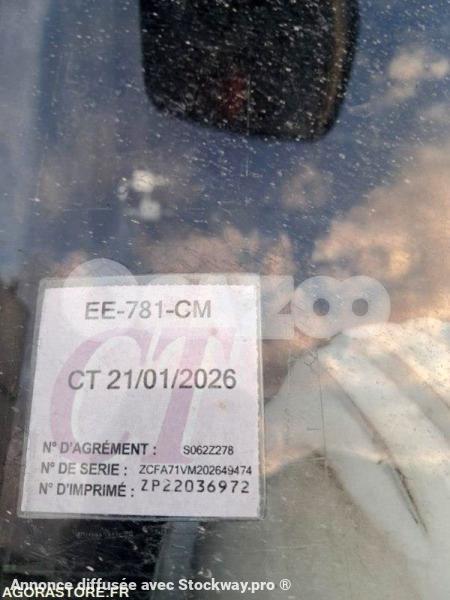 EE-781-CM
CT 21/01/2026
CT
N° D'AGRÉMENT : S062Z278
N° DE SERIE : ZCFA71VM202649474
N° D'IMPRIMÉ : ZP22036972
Annonce diffusée avec Stockway.pro ®
AGORASTORE.FR